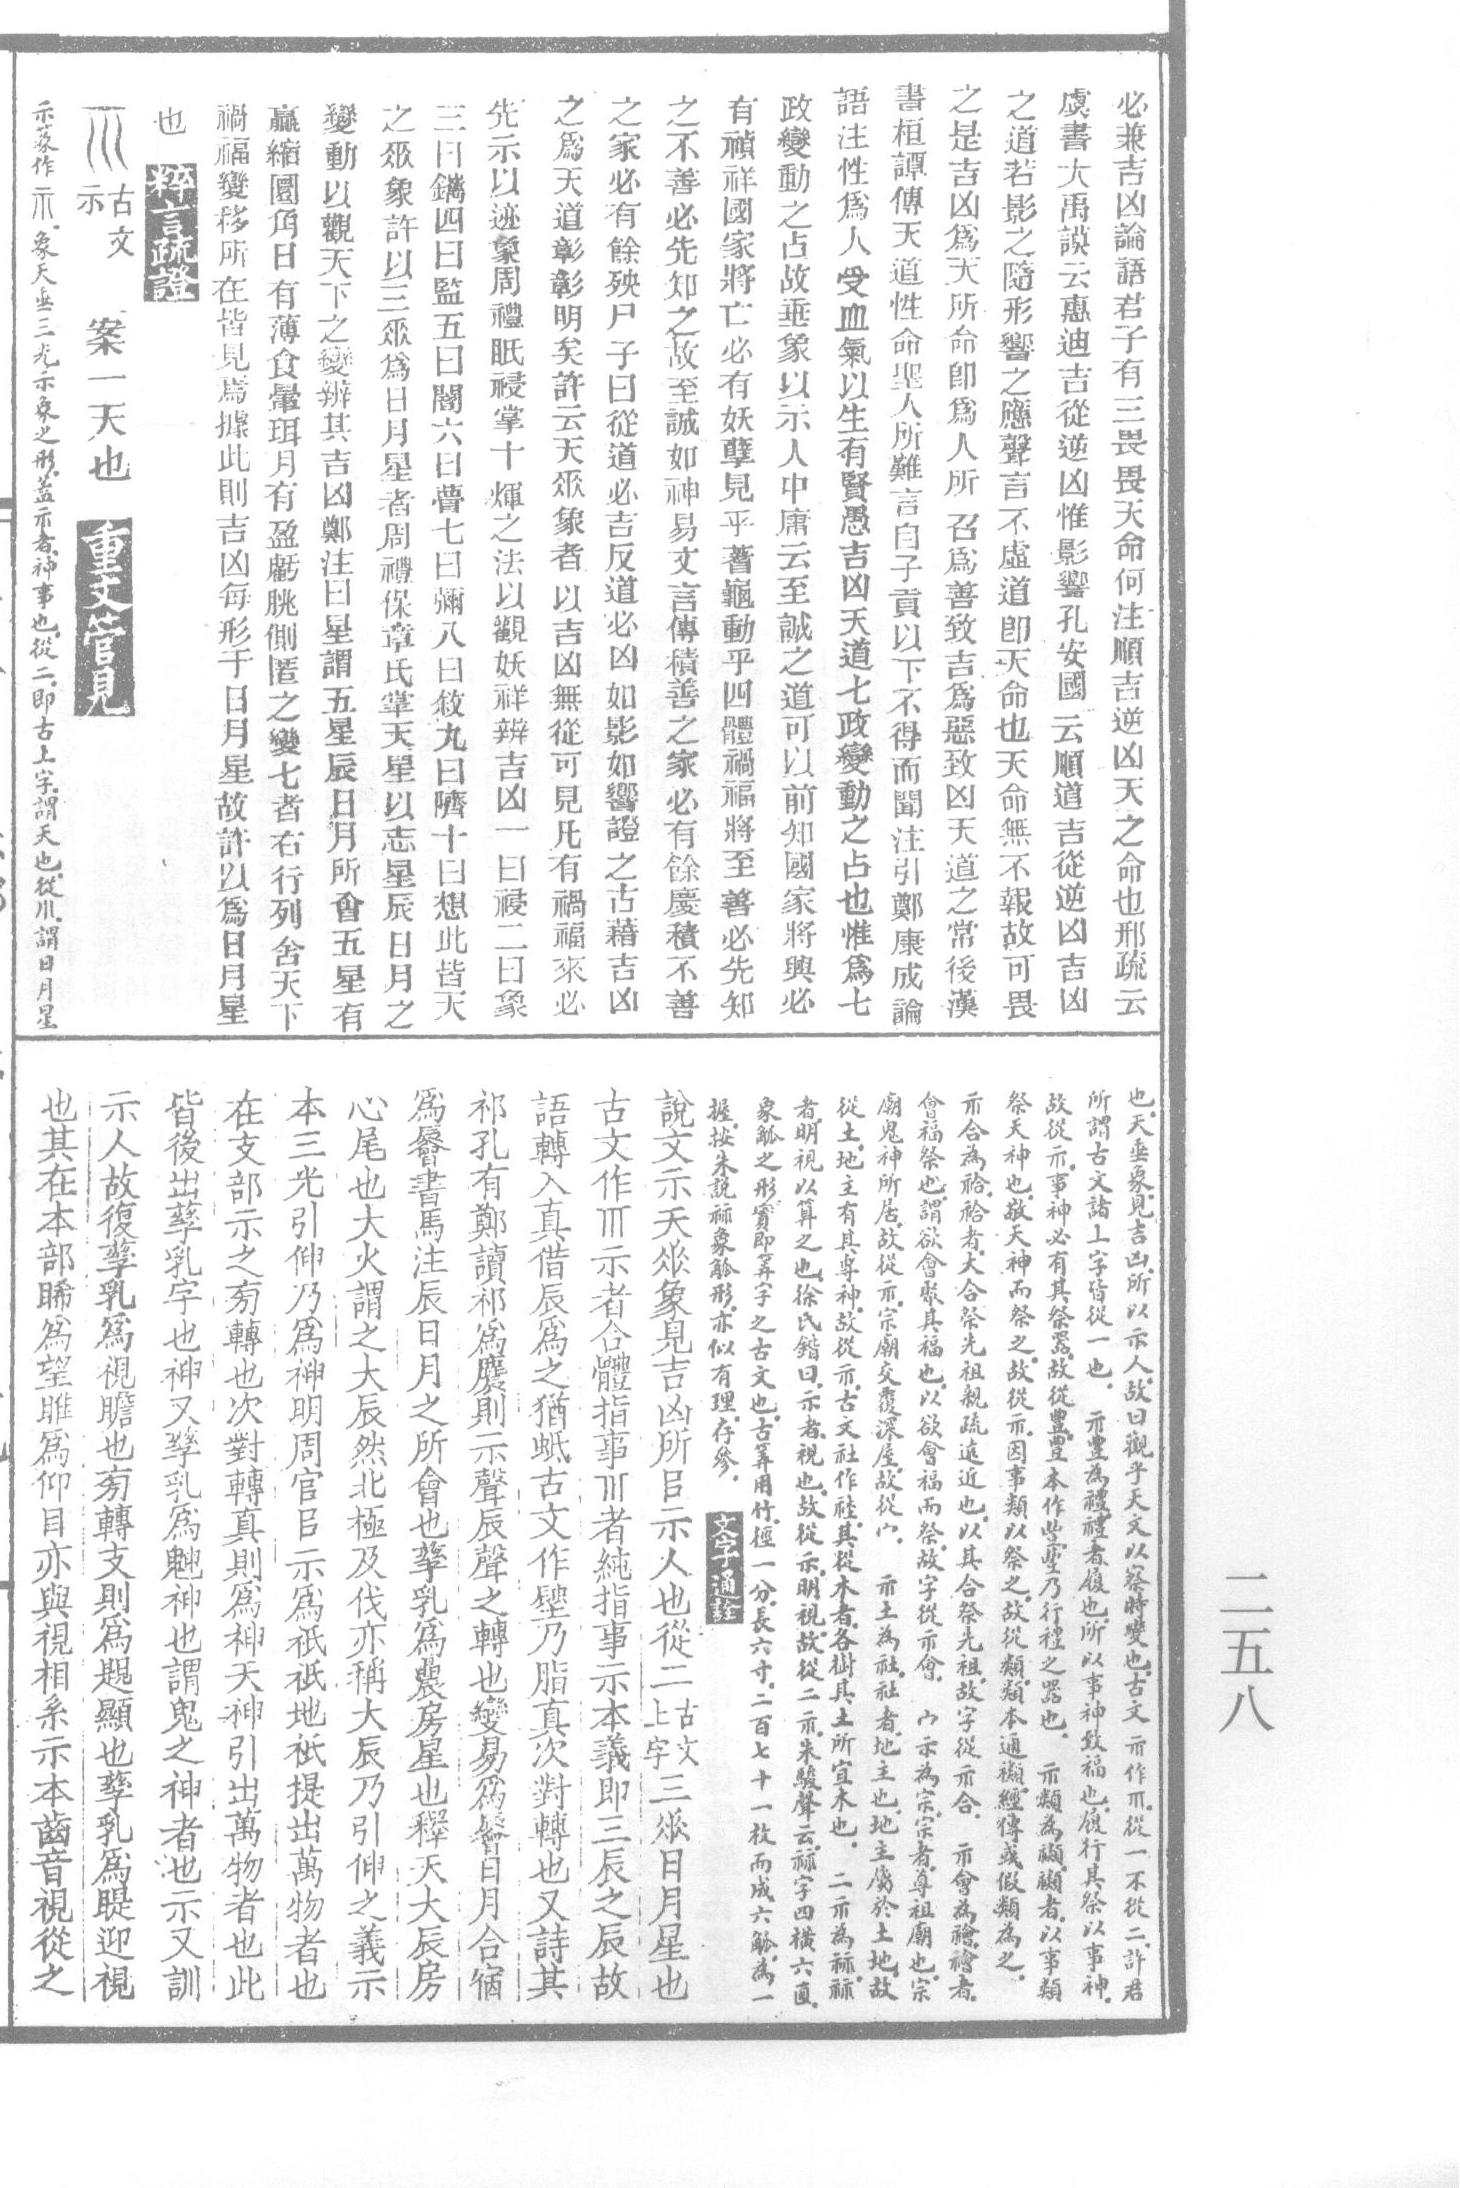 必兼吉凶論語君子有三畏畏天命何注順吉逆凶天之命也邢疏云
虞書大禹謨云惠迪吉從逆凶惟影響孔安國云順道吉從逆凶吉凶
之道若影之隨形響之應聲言不虛道卽天命也天命無不報故可畏
之是吉凶爲天所命卽爲人所召爲善致吉爲惡致凶天道之常後漢
書桓譚傳天道性命聖人所難言自子貢以下不得而聞注引鄭康成論
語注性爲人受血氣以生有賢愚吉凶天道七政變動之占也惟爲七
政變動之占故垂象以示人中庸云至誠之道可以前知國家將興必
有禎祥國家將亡必有妖孽見乎蓍龜動乎四體禍福將至善必先知
之不善必先知之故至誠如神易文言傳積善之家必有餘慶積不善
之家必有餘殃尸子曰從道必吉反道必凶如影如響證之古藉吉凶
之爲天道彰彰明矣許云天𠂹象者以吉凶無從可見凡有禍福來必
先示以迹象周禮眂祲掌十煇之法以觀妖祥辨吉凶一曰祲二曰象
三曰鑴四曰監五曰闇六曰瞢七曰彌八曰敘九曰隮十曰想此皆天
之𠂹象許以三𠂹爲日月星者周禮保章氏掌天星以志星辰日月之
變動以觀天下之變辨其吉凶鄭注曰星謂五星辰日月所會五星有
贏縮圜角日有薄食暈珥月有盈虧朓側匿之變七者右行列舍天下
禍福變移所在皆見焉據此則吉凶每形于日月星故許以爲日月星
也 粹言疏證
古文示 案一天也 重文管見
示篆作示.象天垂三光示象之形.蓋示者.神事也.從二.即古上字.謂天也.從川.謂日月星
也.天垂象.見吉凶.所以示人.故曰觀乎天文以察時變也.古文示作𠀁.從一不從二.許君
所謂古文諸上字皆從一也. 示豊為禮.禮者.履也.所以事神致福也.履行其祭以事神.
故從示.事神必有其祭器.故從豊.豊本作豐.豐乃行禮之器也. 示類為禷.禷者.以事類
祭天神也.敬天神而祭之.故從示.因事類以祭之.故從類.類本通禷.經傳或假類為之.
示合為祫.祫者.大合祭先祖親疏遠近也.以其合祭先祖.故字從示合. 示會為禬.禬者.
會福祭也.謂欲會聚其福也.以欲會福而祭.故字從示會. 宀示為宗.宗者.尊祖廟也.宗
廟鬼神所居.故從示.宗廟交覆深屋.故從宀. 示土為社.社者.地主也.地主屬於土地.故
從土.地主有其專神.故從示.古文社作䄕.其從木者.各樹其土所宜木也. 二示為祘.祘
者.明視以算之也.徐氏鍇曰.示者.視也.故從示.明視.故從二示.朱駿聲云.祘字四橫六直.
象觚之形.實即筭字之古文也.古筭用竹.徑一分.長六寸.二百七十一枚而成六觚.為一
握.按.朱說祘象觚形.亦似有理.存參. 文字通詮
說文示天𠂹象見吉凶所㠯示人也從二古文上字三𠂹日月星也
古文作𠀁示者合體指事𠀁者純指事示本義即三辰之辰故
語轉入真借辰爲之猶蚳古文作𡐦乃脂真次對轉也又詩其
祁孔有鄭讀祁爲麎則示聲辰聲之轉也變易爲㬐日月合宿
爲㬐書馬注辰日月之所會也孳乳爲䢅房星也釋天大辰房
心尾也大火謂之大辰然北極及伐亦稱大辰乃引伸之義示
本三光引伸乃爲神明周官㠯示爲祇祇地祇提出萬物者也
在支部示之旁轉也次對轉真則爲神天神引出萬物者也此
皆後出孳乳字也神又孳乳爲䰠神也謂鬼之神者也示又訓
示人故復孳乳爲視瞻也旁轉支則爲題顯也孳乳爲睼迎視
也其在本部睎爲望睢爲仰目亦與視相系示本齒音視從之
二五八